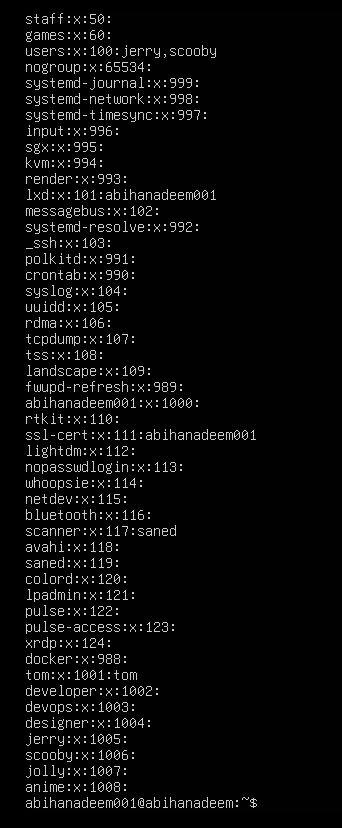 staff:x:50:
games:x:60:
users:x:100:jerry,scooby
nogroup:x:65534:
systemd-journal:x:999:
systemd-network:x:998:
systemd-timesync:x:997:
input:x:996:
sgx:x:995:
kvm:x:994:
render:x:993:
lxd:x:101:abihanadeem001
messagebus:x:102:
systemd-resolve:x:992:
_ssh:x:103:
polkitd:x:991:
crontab:x:990:
syslog:x:104:
uuidd:x:105:
rdma:x:106:
tcpdump:x:107:
tss:x:108:
landscape:x:109:
fwupd-refresh:x:989:
abihanadeem001:x:1000:
rtkit:x:110:
ssl-cert:x:111:abihanadeem001
lightdm:x:112:
nopasswdlogin:x:113:
whoopsie:x:114:
netdev:x:115:
bluetooth:x:116:
scanner:x:117:saned
avahi:x:118:
saned:x:119:
colord:x:120:
lpadmin:x:121:
pulse:x:122:
pulse-access:x:123:
xrdp:x:124:
docker:x:988:
tom:x:1001:tom
developer:x:1002:
devops:x:1003:
designer:x:1004:
jerry:x:1005:
scooby:x:1006:
jolly:x:1007:
anime:x:1008:
abihanadeem001@abihanadeem:~$